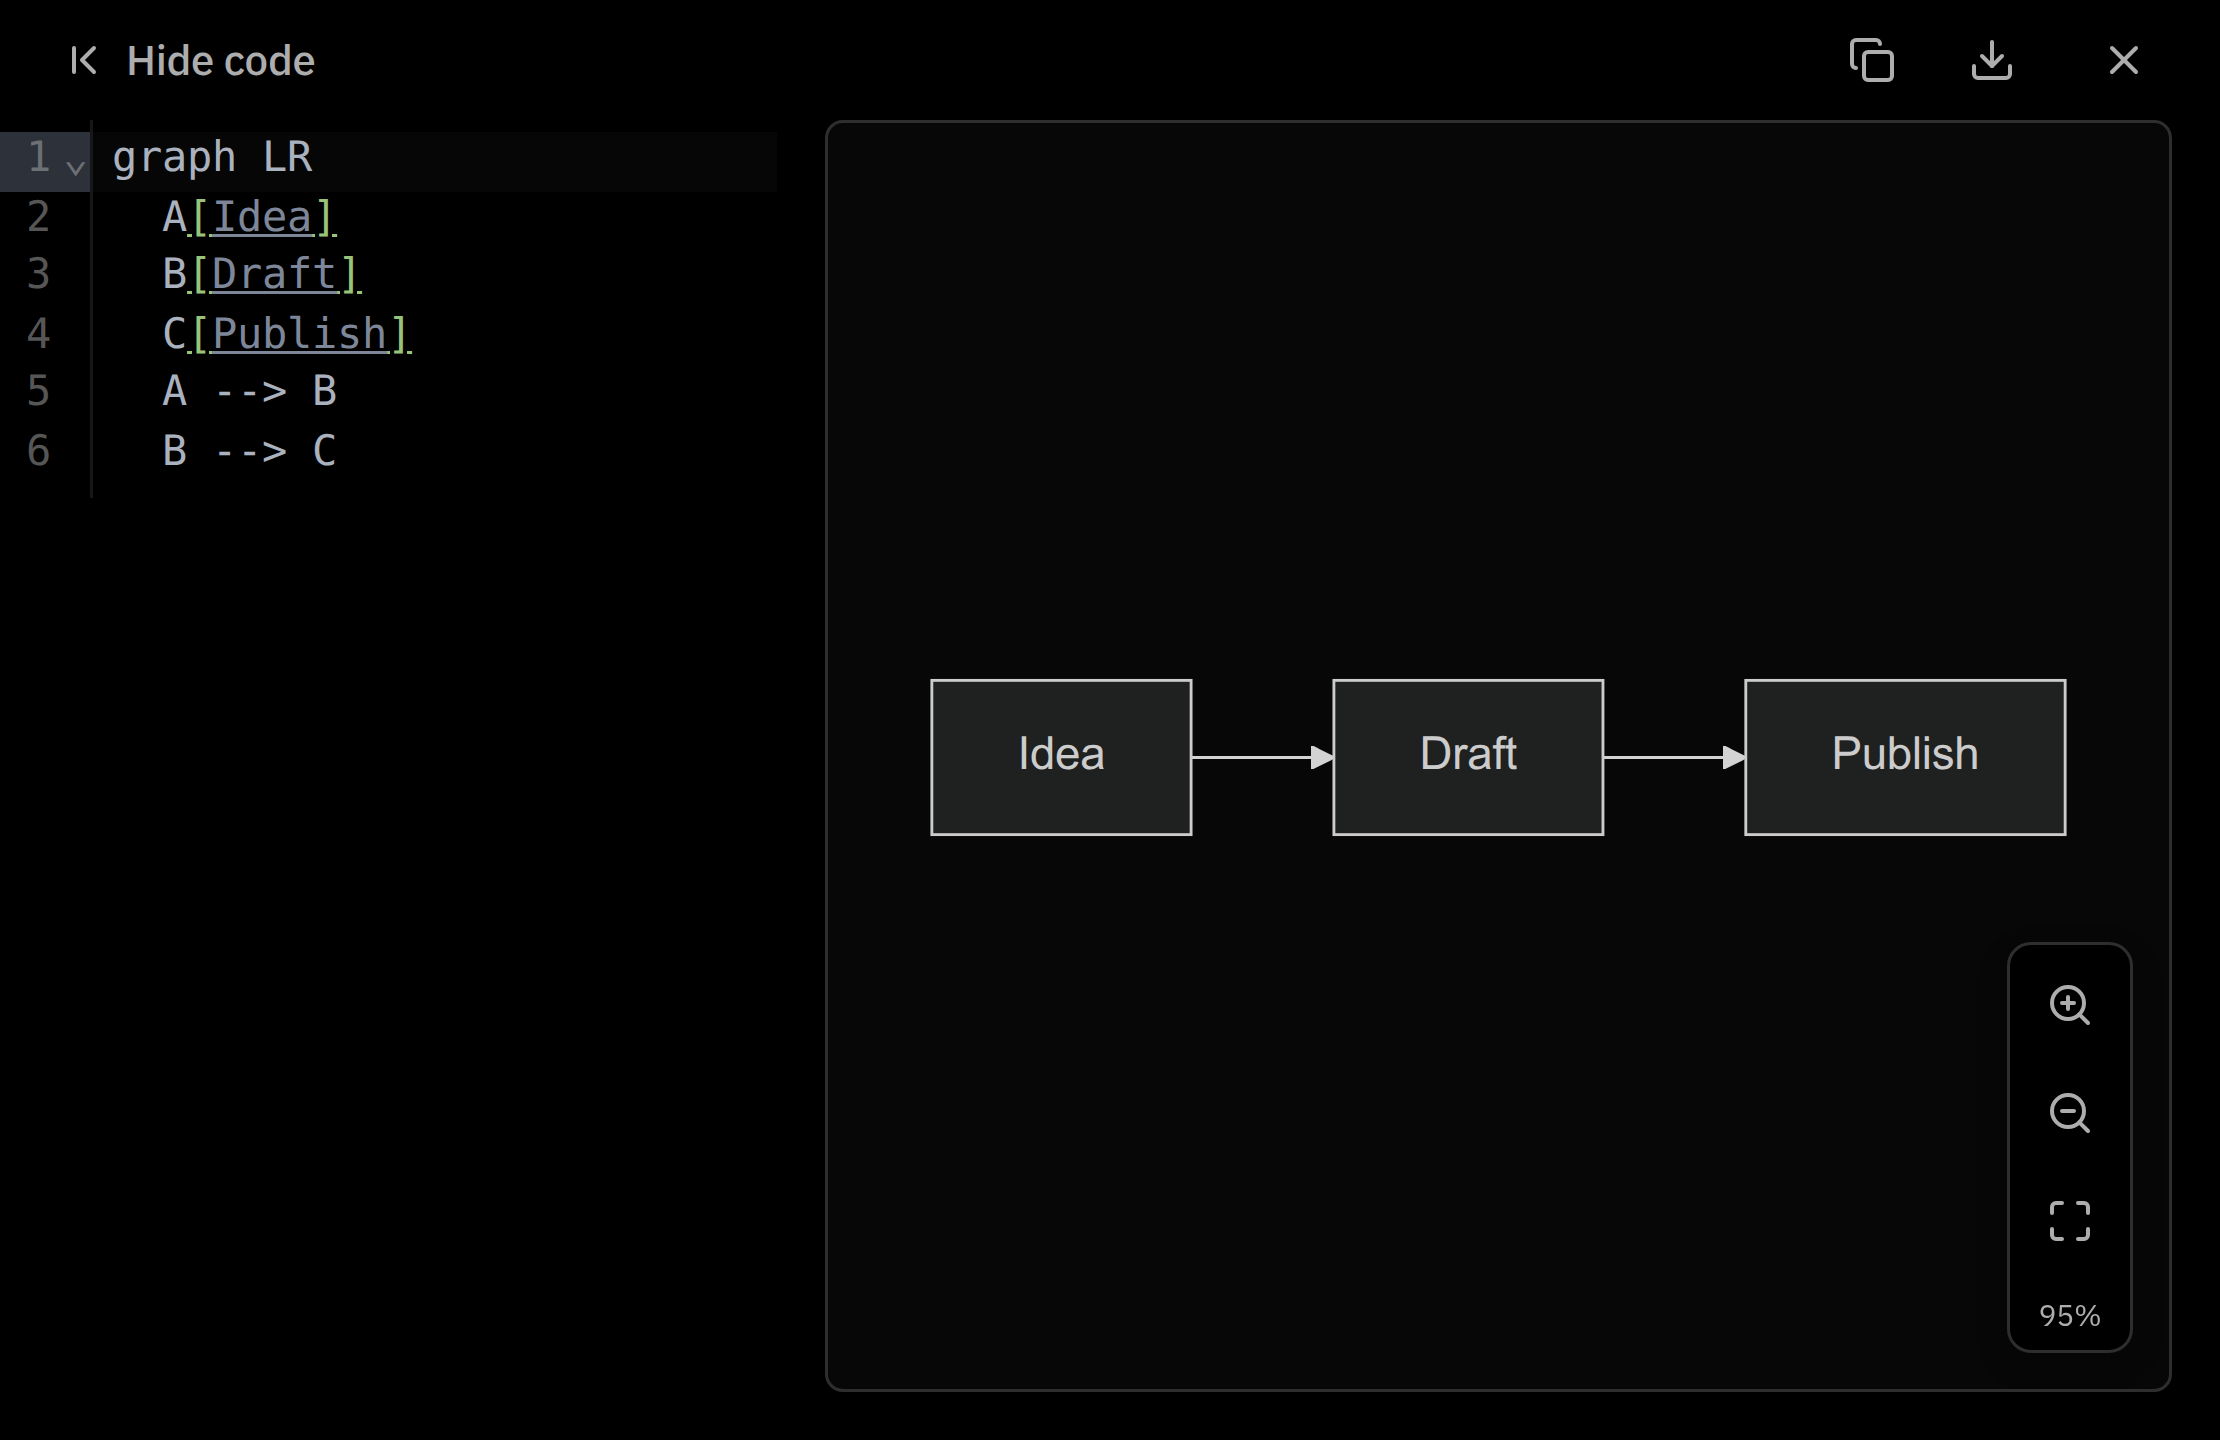 Hide code
1 graph LR
2 A[Idea]
3 B[Draft]
4 C[Publish]
5 A --> B
6 B --> C
Idea
Draft
Publish
95%